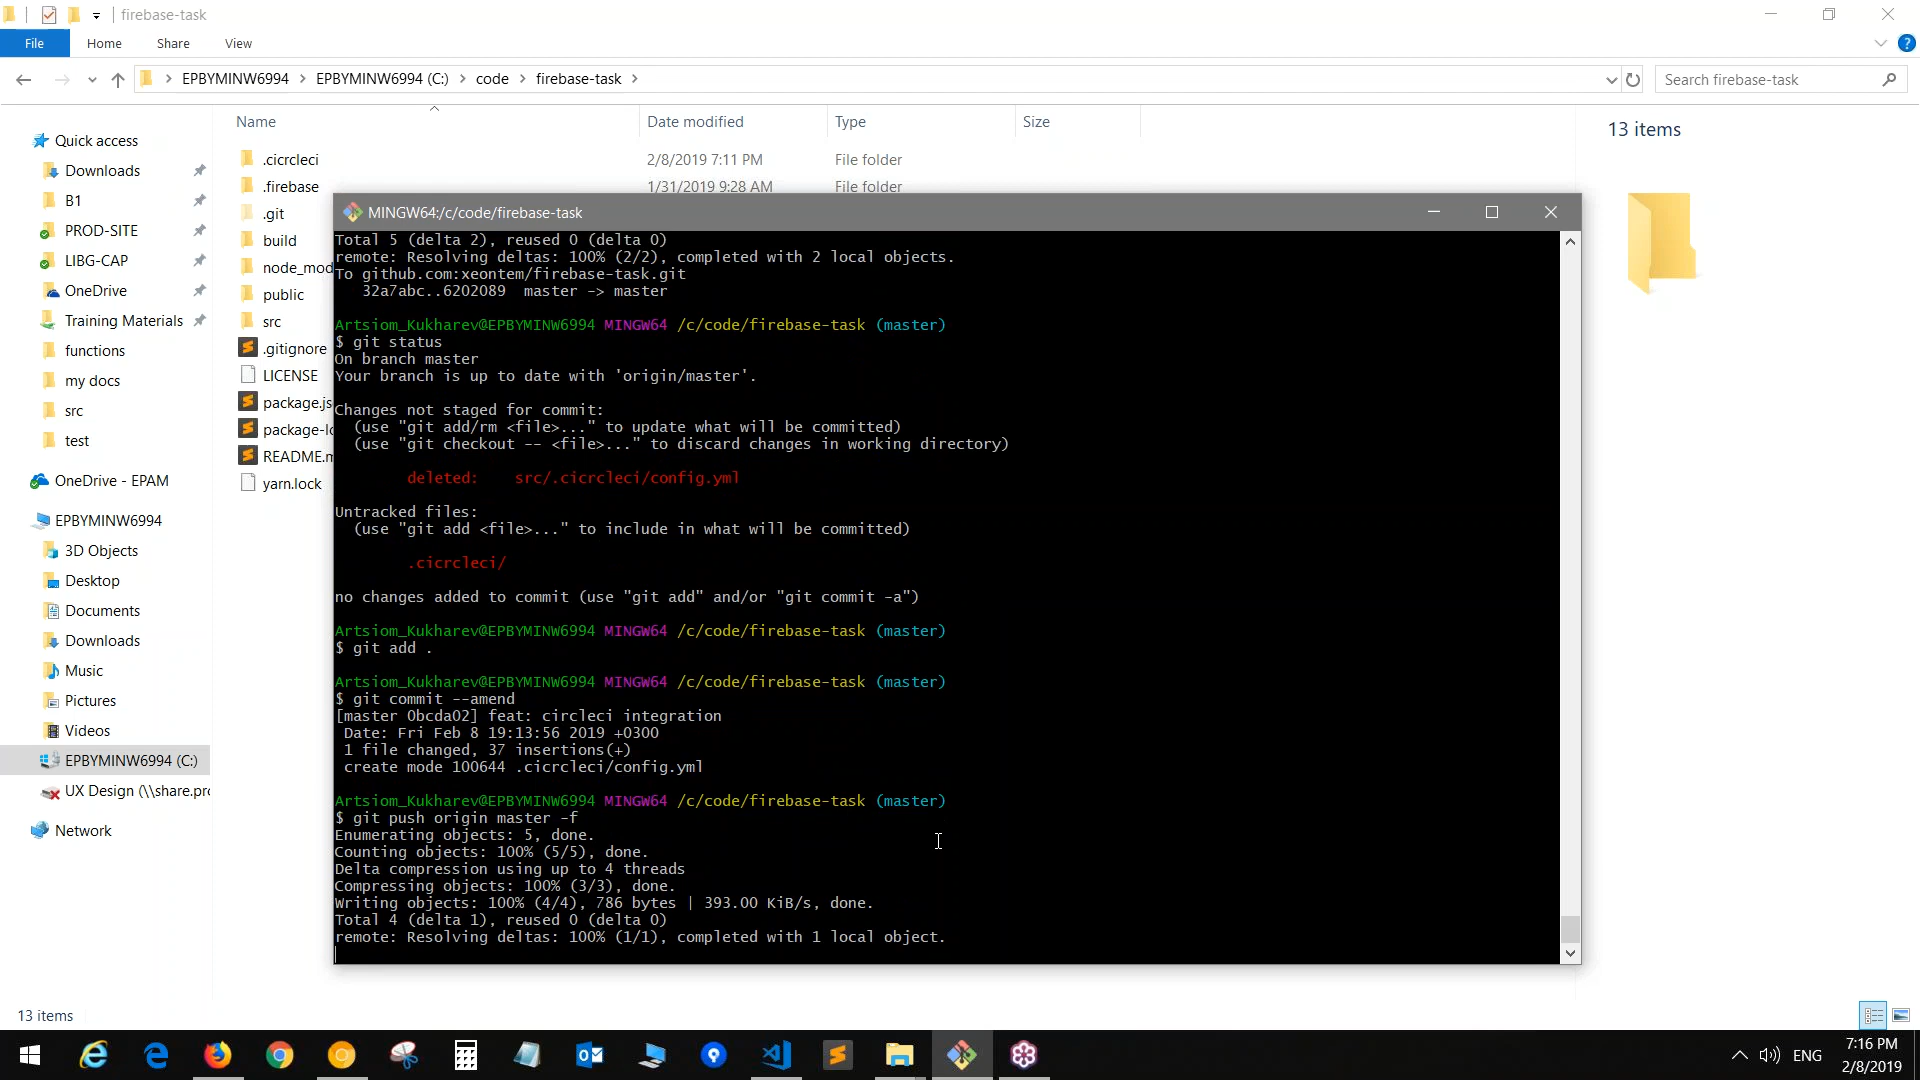 firebase-task
File Home Share View
EPBYMINW6994 EPBYMINW6994 (C:) code firebase-task
Search firebase-task
Name Date modified Type Size
13 items
Quick access
Downloads
B1
PROD-SITE
LIBG-CAP
OneDrive
Training Materials
functions
my docs
src
test
OneDrive - EPAM
EPBYMINW6994
3D Objects
Desktop
Documents
Downloads
Music
Pictures
Videos
EPBYMINW6994 (C:)
UX Design (\\share.pro
Network
.cicrcleci 2/8/2019 7:11 PM File folder
.firebase 1/31/2019 9:28 AM File folder
.git
build
node_mod
public
src
.gitignore
LICENSE
package.js
package-lo
README.m
yarn.lock
MINGW64:/c/code/firebase-task
Total 5 (delta 2), reused 0 (delta 0)
remote: Resolving deltas: 100% (2/2), completed with 2 local objects.
To github.com:xeontem/firebase-task.git
32a7abc..6202089 master -> master
Artsiom_Kukharev@EPBYMINW6994 MINGW64 /c/code/firebase-task (master)
$ git status
On branch master
Your branch is up to date with 'origin/master'.
Changes not staged for commit:
(use "git add/rm <file>..." to update what will be committed)
(use "git checkout -- <file>..." to discard changes in working directory)
deleted: src/.cicrcleci/config.yml
Untracked files:
(use "git add <file>..." to include in what will be committed)
.cicrcleci/
no changes added to commit (use "git add" and/or "git commit -a")
Artsiom_Kukharev@EPBYMINW6994 MINGW64 /c/code/firebase-task (master)
$ git add .
Artsiom_Kukharev@EPBYMINW6994 MINGW64 /c/code/firebase-task (master)
$ git commit --amend
[master 0bcda02] feat: circleci integration
Date: Fri Feb 8 19:13:56 2019 +0300
1 file changed, 37 insertions(+)
create mode 100644 .cicrcleci/config.yml
Artsiom_Kukharev@EPBYMINW6994 MINGW64 /c/code/firebase-task (master)
$ git push origin master -f
Enumerating objects: 5, done.
Counting objects: 100% (5/5), done.
Delta compression using up to 4 threads
Compressing objects: 100% (3/3), done.
Writing objects: 100% (4/4), 786 bytes | 393.00 KiB/s, done.
Total 4 (delta 1), reused 0 (delta 0)
remote: Resolving deltas: 100% (1/1), completed with 1 local object.
13 items
ENG
7:16 PM
2/8/2019